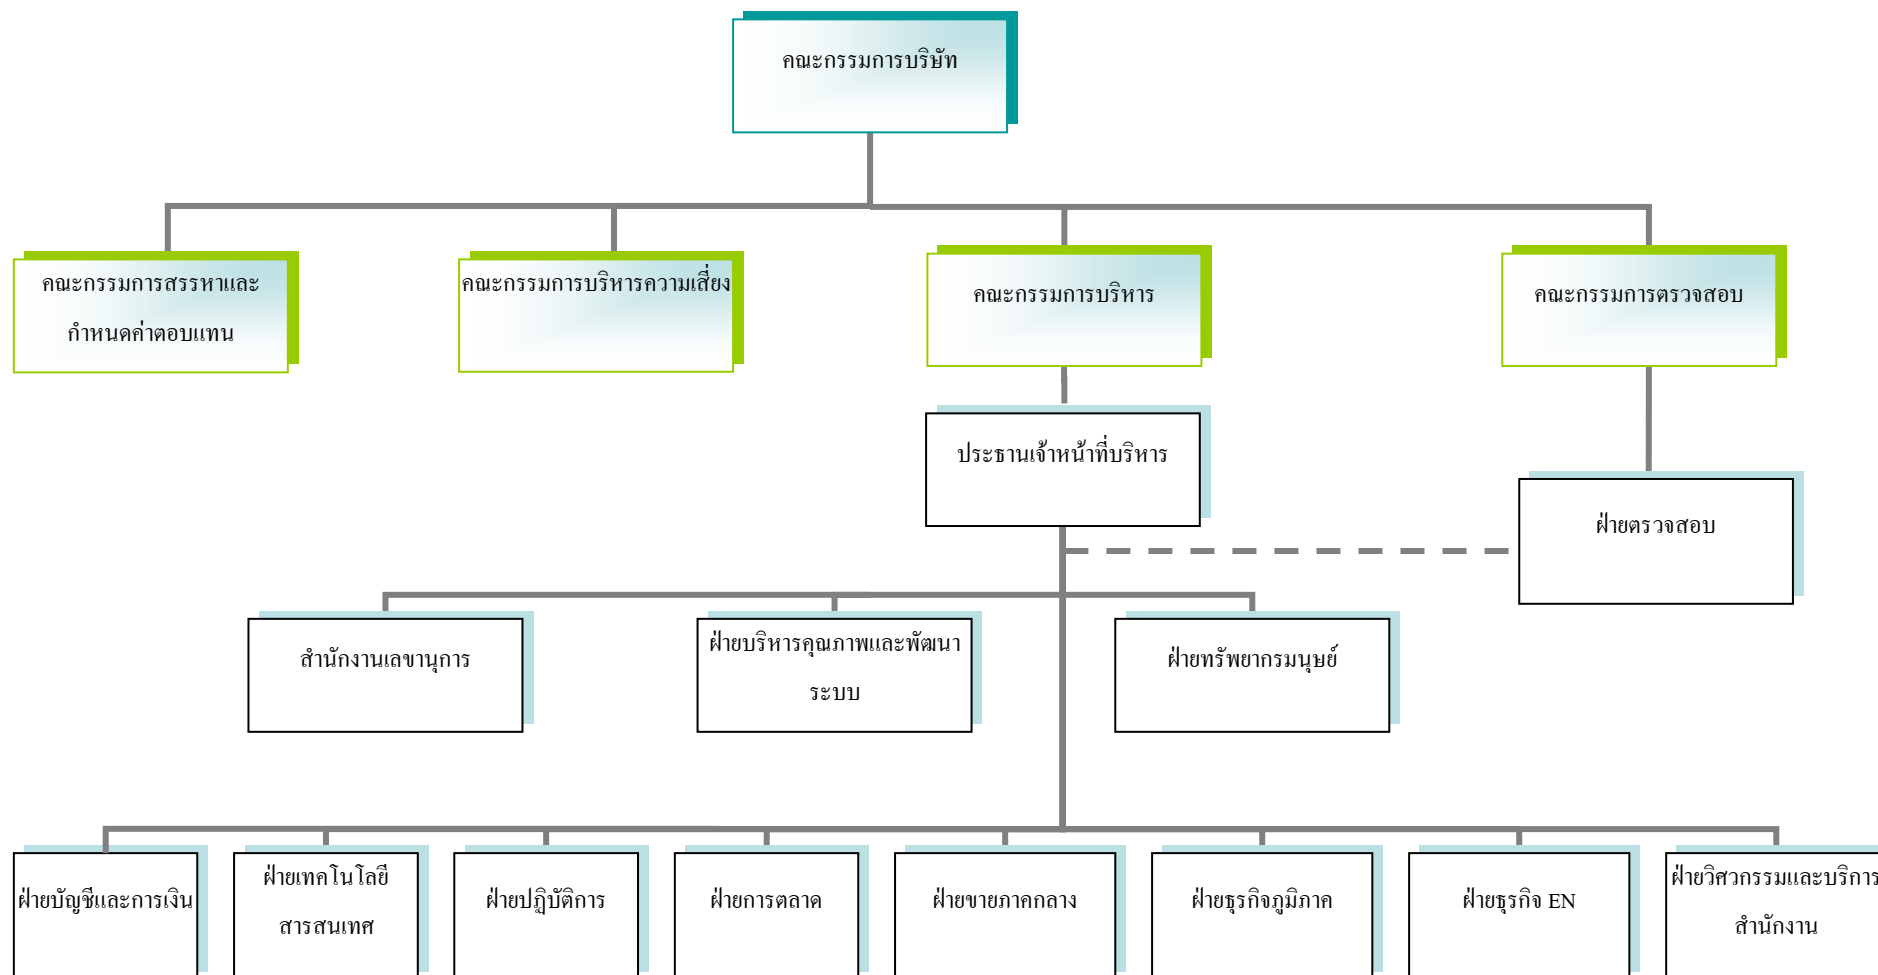 คณะกรรมการบริษัท
คณะกรรมการสรรหาและ
กำหนดค่าตอบแทน
คณะกรรมการบริหารความเสี่ยง
คณะกรรมการบริหาร
คณะกรรมการตรวจสอบ
ประธานเจ้าหน้าที่บริหาร
ฝ่ายตรวจสอบ
สำนักงานเลขานุการ
ฝ่ายบริหารคุณภาพและพัฒนา
ระบบ
ฝ่ายทรัพยากรมนุษย์
ฝ่ายบัญชีและการเงิน
ฝ่ายเทคโนโลยี
สารสนเทศ
ฝ่ายปฏิบัติการ
ฝ่ายการตลาด
ฝ่ายขายภาคกลาง
ฝ่ายธุรกิจภูมิภาค
ฝ่ายธุรกิจ EN
ฝ่ายวิศวกรรมและบริการ
สำนักงาน